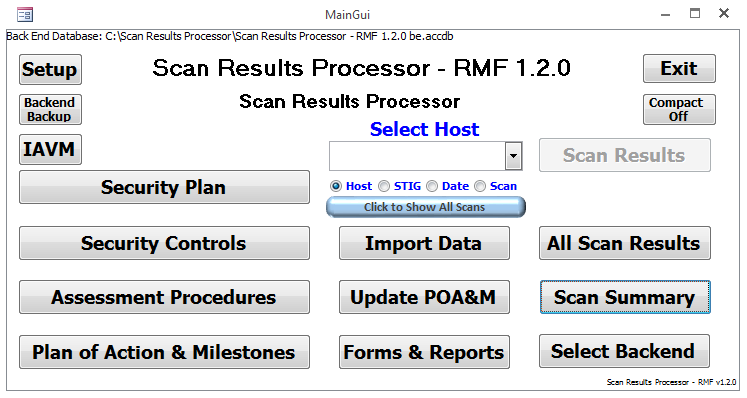 MainGui
Back End Database: C:\Scan Results Processor\Scan Results Processor - RMF 1.2.0 be.accdb
Setup
Scan Results Processor - RMF 1.2.0
Exit
Backend
Backup
Scan Results Processor
Compact
Off
Select Host
IAVM
Scan Results
Security Plan
Host STIG Date Scan
Click to Show All Scans
Security Controls
Import Data
All Scan Results
Assessment Procedures
Update POA&M
Scan Summary
Plan of Action & Milestones
Forms & Reports
Select Backend
Scan Results Processor - RMF v1.2.0